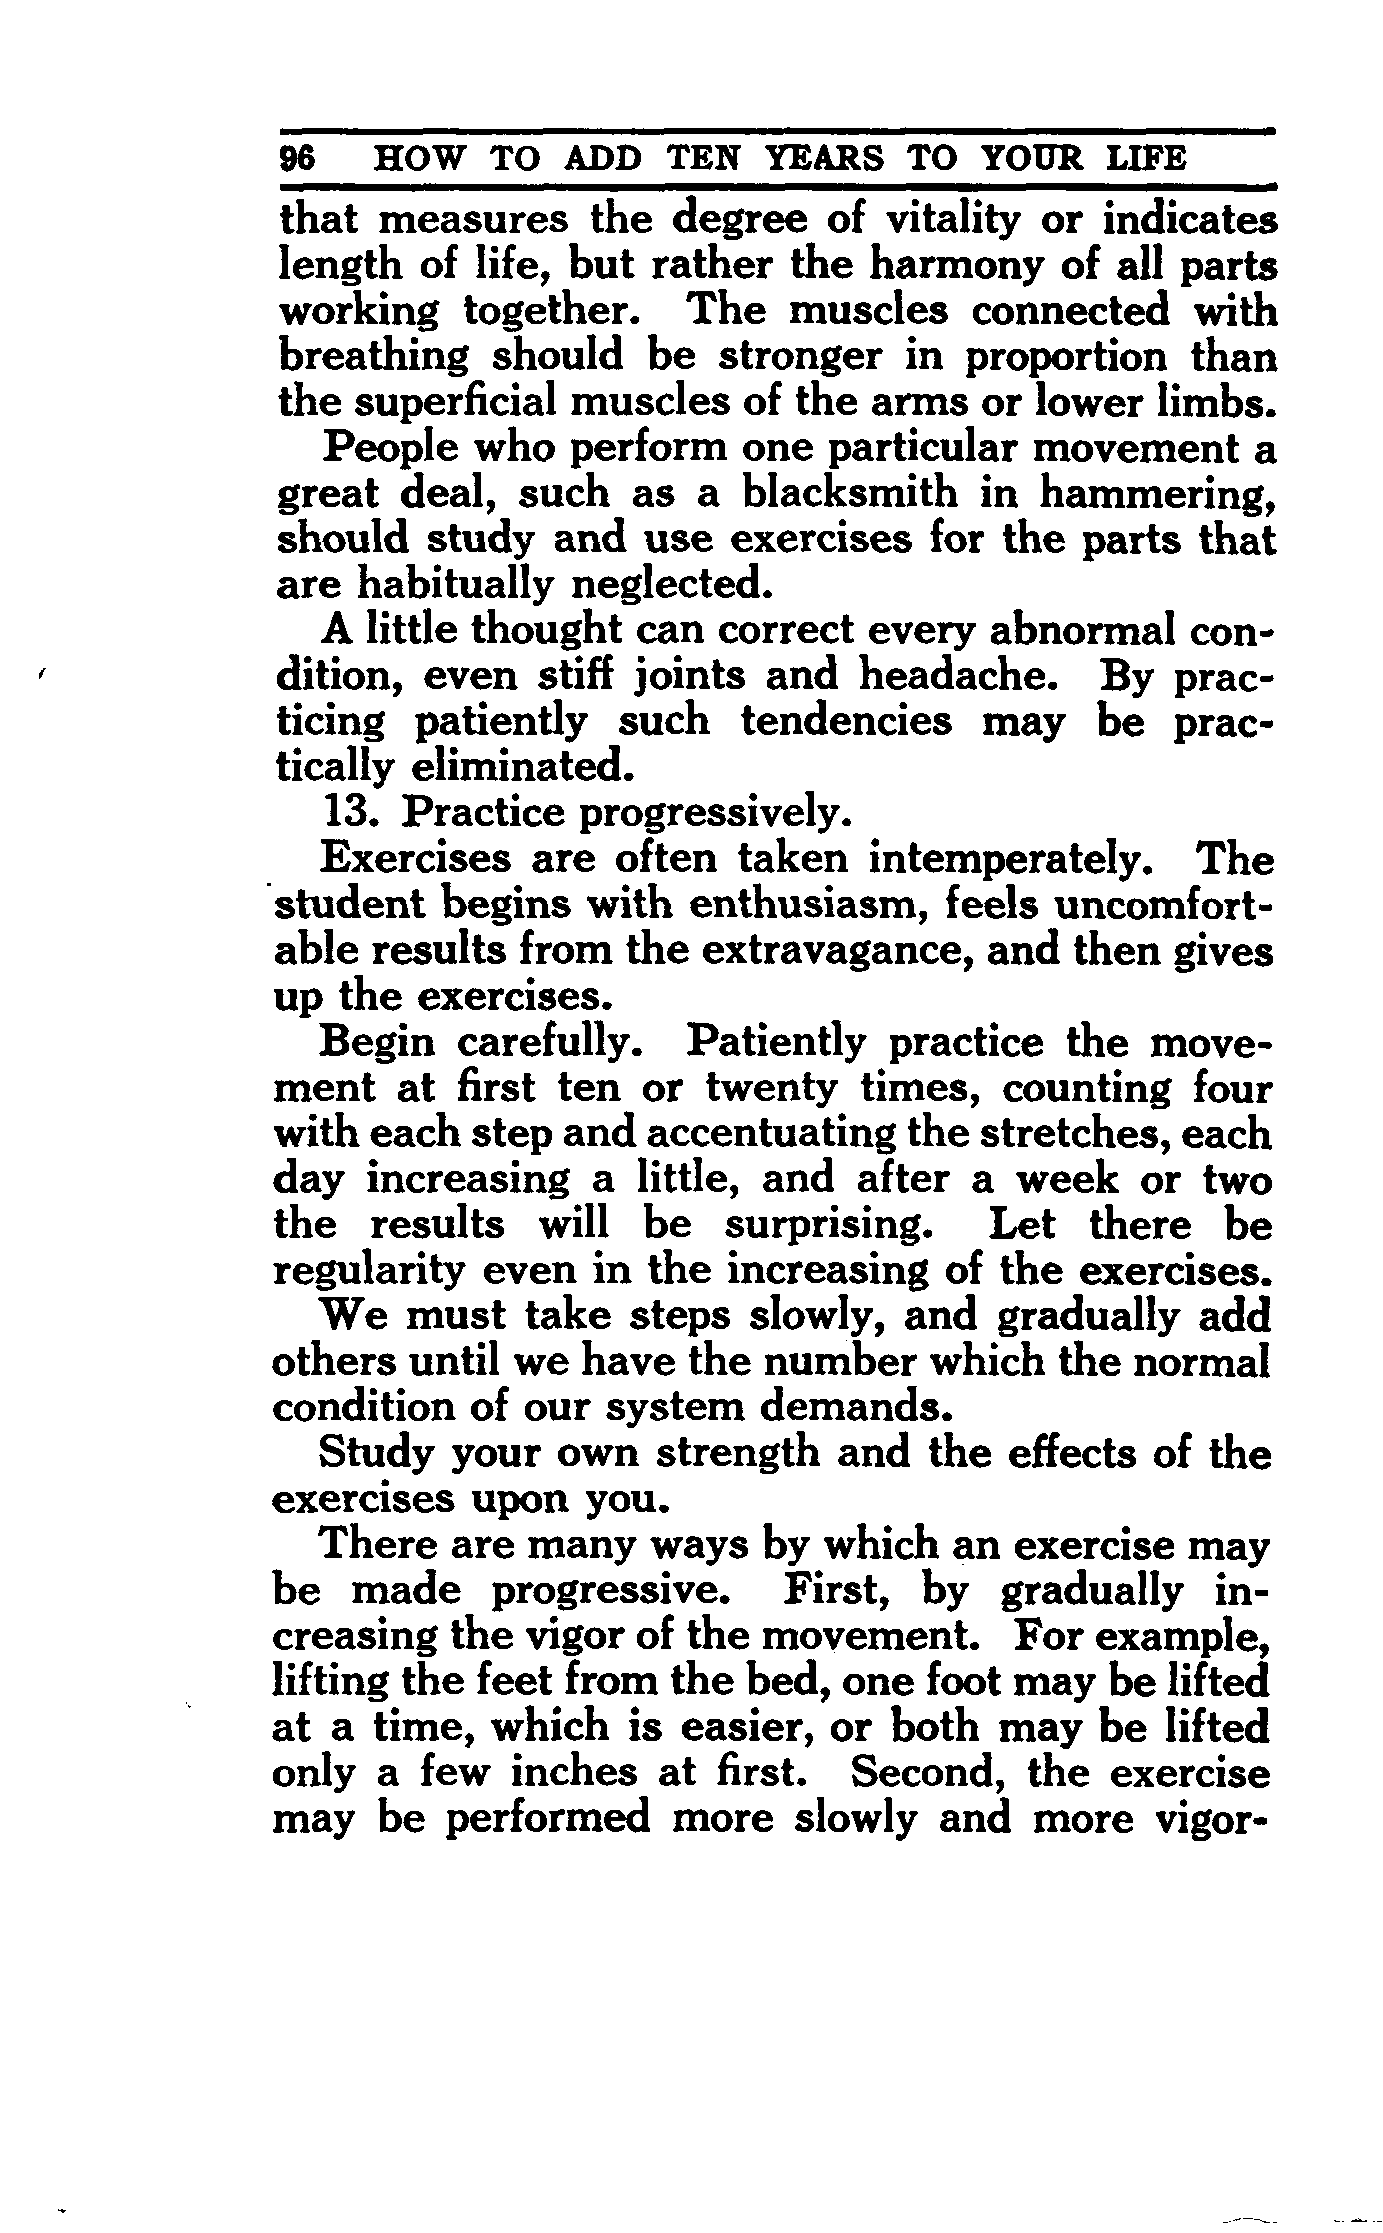 96 HOW TO ADD TEN YEARS TO YOUR LIFE
that measures the degree of vitality or indicates
length of life, but rather the harmony of all parts
working together. The muscles connected with
breathing should be stronger in proportion than
the superficial muscles of the arms or lower limbs.
People who perform one particular movement a
great deal, such as a blacksmith in hammering,
should study and use exercises for the parts that
are habitually neglected.
A little thought can correct every abnormal con-
dition, even stiff joints and headache. By prac-
ticing patiently such tendencies may be prac-
tically eliminated.
13. Practice progressively.
Exercises are often taken intemperately. The
student begins with enthusiasm, feels uncomfort-
able results from the extravagance, and then gives
up the exercises.
Begin carefully. Patiently practice the move-
ment at first ten or twenty times, counting four
with each step and accentuating the stretches, each
day increasing a little, and after a week or two
the results will be surprising. Let there be
regularity even in the increasing of the exercises.
We must take steps slowly, and gradually add
others until we have the number which the normal
condition of our system demands.
Study your own strength and the effects of the
exercises upon you.
There are many ways by which an exercise may
be made progressive. First, by gradually in-
creasing the vigor of the movement. For example,
lifting the feet from the bed, one foot may be lifted
at a time, which is easier, or both may be lifted
only a few inches at first. Second, the exercise
may be performed more slowly and more vigor-